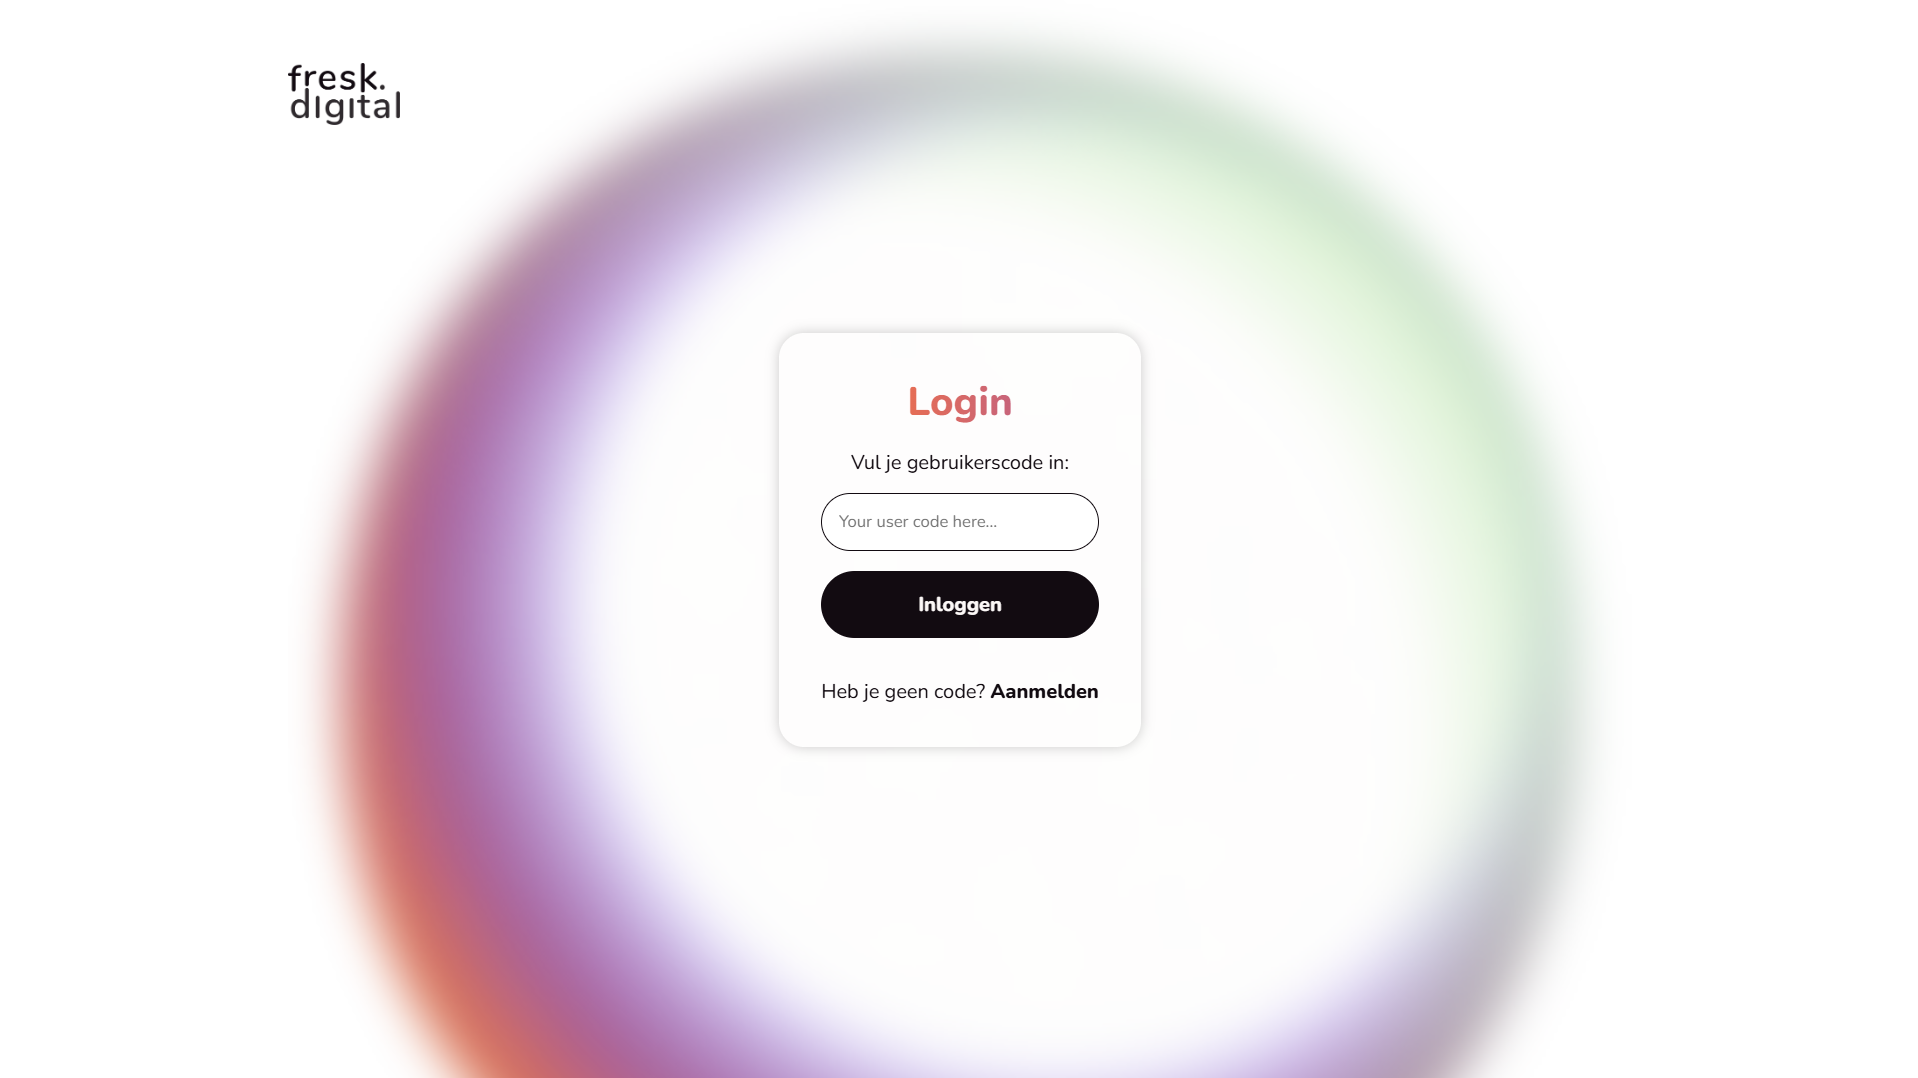 fresk.
digital
Login
Vul je gebruikerscode in:
Your user code here...
Inloggen
Heb je geen code? Aanmelden